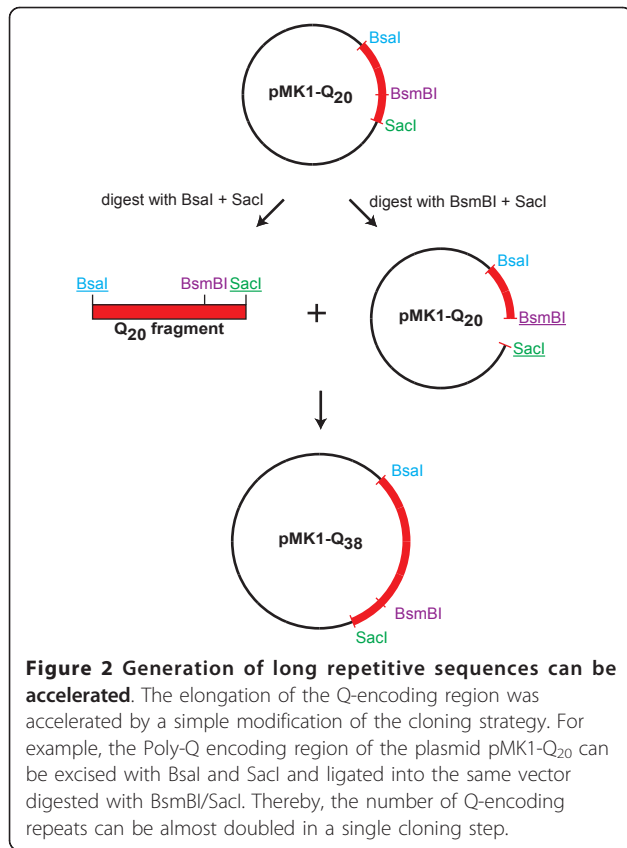 BsaI
pMK1-Q20
BsmBI
SacI
digest with BsaI + SacI
digest with BsmBI + SacI
BsaI
BsmBI SacI
Q20 fragment
+
BsaI
pMK1-Q20
BsmBI
SacI
BsaI
pMK1-Q38
BsmBI
SacI
Figure 2 Generation of long repetitive sequences can be
accelerated. The elongation of the Q-encoding region was
accelerated by a simple modification of the cloning strategy. For
example, the Poly-Q encoding region of the plasmid pMK1-Q20 can
be excised with BsaI and SacI and ligated into the same vector
digested with BsmBI/SacI. Thereby, the number of Q-encoding
repeats can be almost doubled in a single cloning step.